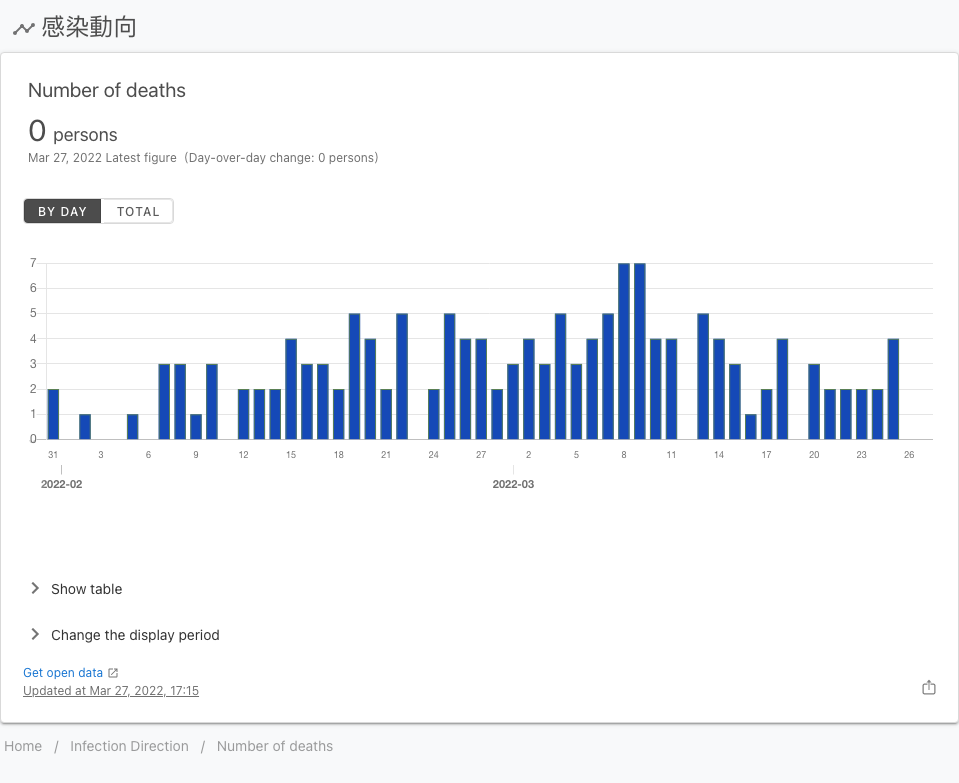 感染動向
Number of deaths
0 persons
Mar 27, 2022 Latest figure (Day-over-day change: 0 persons)
BY DAY TOTAL
7
6
5
4
3
2
1
0
31 3 6 9 12 15 18 21 24 27 2 5 8 11 14 17 20 23 26
2022-02 2022-03
Show table
Change the display period
Get open data
Updated at Mar 27, 2022, 17:15
Home / Infection Direction / Number of deaths